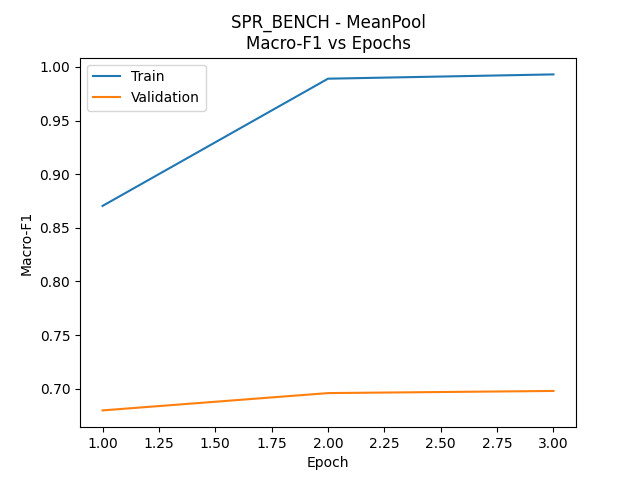 SPR_BENCH - MeanPool
Macro-F1 vs Epochs
Train
Validation
1.00
0.95
0.90
0.85
0.80
0.75
0.70
Macro-F1
1.00 1.25 1.50 1.75 2.00 2.25 2.50 2.75 3.00
Epoch